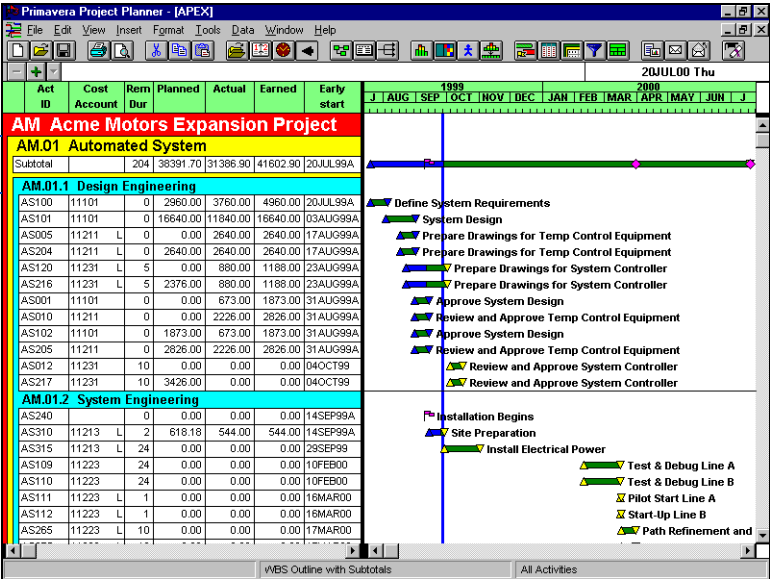 Primavera Project Planner - [APEX]
File Edit View Insert Format Tools Data Window Help
20JUL00 Thu
Act ID Cost Account Rem Dur Planned Actual Earned Early start
1999 2000
J AUG SEP OCT NOV DEC JAN FEB MAR APR MAY JUN J
AM Acme Motors Expansion Project
AM.01 Automated System
Subtotal 204 38391.70 31386.90 41602.90 20JUL99A
AM.01.1 Design Engineering
AS100 11101 0 2960.00 3760.00 4960.00 20JUL99A Define System Requirements
AS101 11101 0 16640.00 11840.00 16640.00 03AUG99A System Design
AS005 11211 L 0 0.00 2640.00 2640.00 17AUG99A Prepare Drawings for Temp Control Equipment
AS204 11211 L 0 2640.00 2640.00 2640.00 17AUG99A Prepare Drawings for Temp Control Equipment
AS120 11231 L 5 0.00 880.00 1188.00 23AUG99A Prepare Drawings for System Controller
AS216 11231 L 5 2376.00 880.00 1188.00 23AUG99A Prepare Drawings for System Controller
AS001 11101 0 0.00 673.00 1873.00 31AUG99A Approve System Design
AS010 11211 0 0.00 2226.00 2826.00 31AUG99A Review and Approve Temp Control Equipment
AS102 11101 0 1873.00 673.00 1873.00 31AUG99A Approve System Design
AS205 11211 0 2826.00 2226.00 2826.00 31AUG99A Review and Approve Temp Control Equipment
AS012 11231 10 0.00 0.00 0.00 04OCT99 Review and Approve System Controller
AS217 11231 10 3426.00 0.00 0.00 04OCT99 Review and Approve System Controller
AM.01.2 System Engineering
AS240 0 0.00 0.00 0.00 14SEP99A Installation Begins
AS310 11213 L 2 618.18 544.00 544.00 14SEP99A Site Preparation
AS315 11213 L 24 0.00 0.00 0.00 29SEP99 Install Electrical Power
AS109 11223 24 0.00 0.00 0.00 10FEB00 Test & Debug Line A
AS110 11223 24 0.00 0.00 0.00 10FEB00 Test & Debug Line B
AS111 11223 L 1 0.00 0.00 0.00 16MAR00 Pilot Start Line A
AS112 11223 L 1 0.00 0.00 0.00 16MAR00 Start-Up Line B
AS265 11223 L 10 0.00 0.00 0.00 17MAR00 Path Refinement and
WBS Outline with Subtotals All Activities